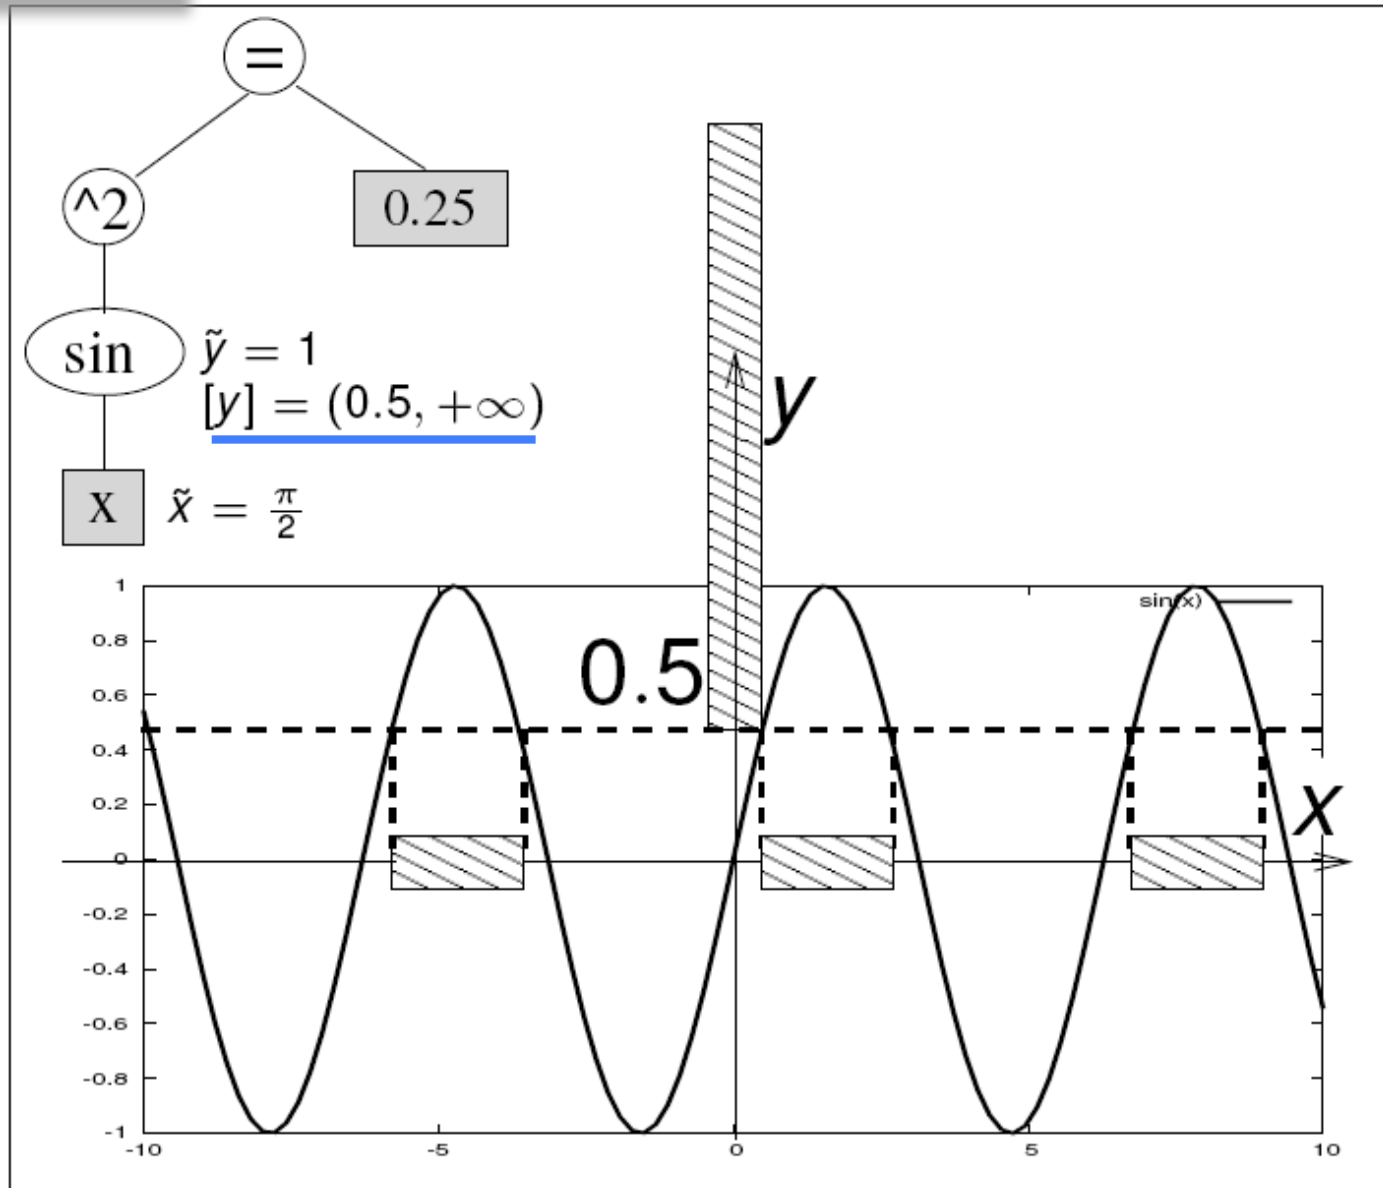 =
^2
0.25
sin
ỹ = 1
[y] = (0.5, +∞)
x
x̃ = π/2
y
0.5
x
sin(x)
1
0.8
0.6
0.4
0.2
0
-0.2
-0.4
-0.6
-0.8
-1
-10 -5 0 5 10